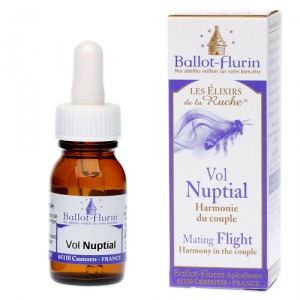 Ballot-Flurin
Nos abeilles veillent sur votre bien-être
LES ÉLIXIRS
de la Ruche®
Vol
Nuptial
Harmonie
du couple
Mating Flight
Harmony in the couple
Ballot-Flurin Apiculteurs
65110 Cauterets - FRANCE
Ballot-Flurin
Vol Nuptial
65110 Cauterets - FRANCE